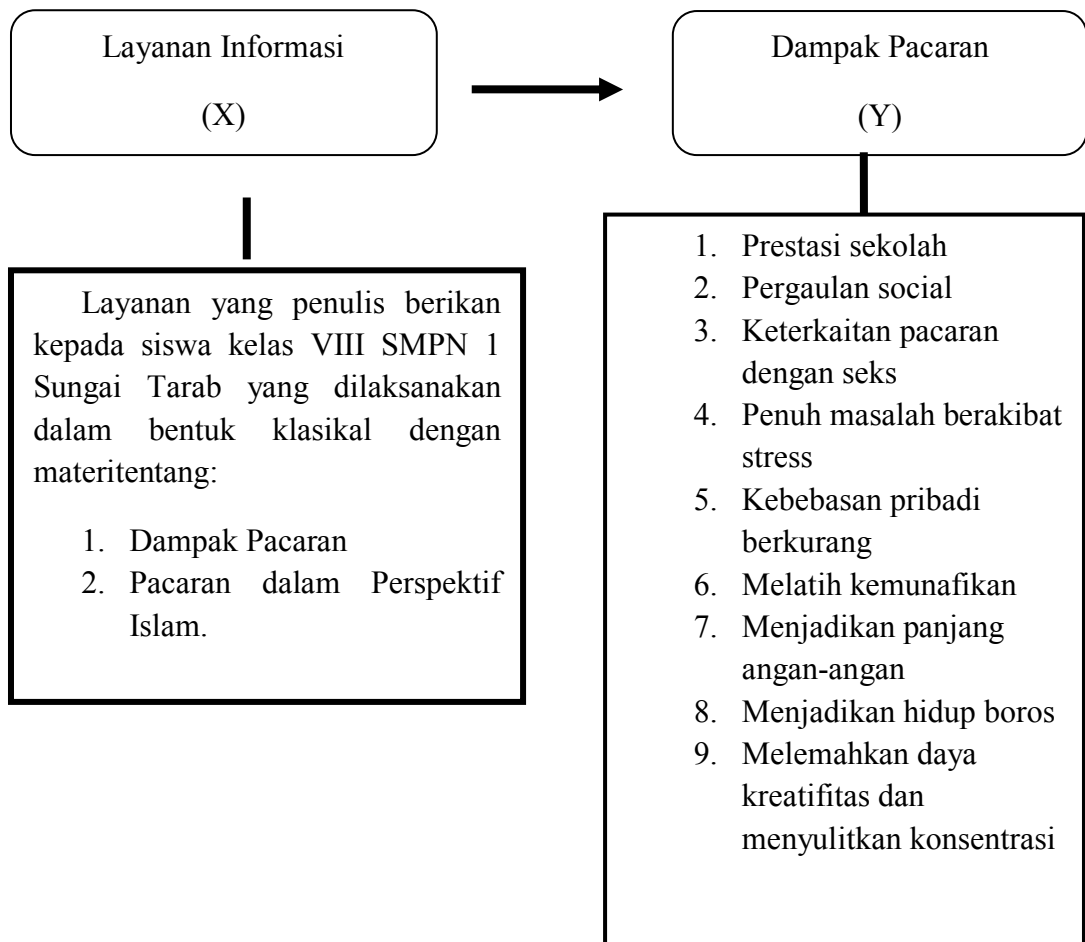 Layanan Informasi
(X)
Dampak Pacaran
(Y)
Layanan yang penulis berikan
kepada siswa kelas VIII SMPN 1
Sungai Tarab yang dilaksanakan
dalam bentuk klasikal dengan
materitentang:
1. Dampak Pacaran
2. Pacaran dalam Perspektif
Islam.
1. Prestasi sekolah
2. Pergaulan social
3. Keterkaitan pacaran
dengan seks
4. Penuh masalah berakibat
stress
5. Kebebasan pribadi
berkurang
6. Melatih kemunafikan
7. Menjadikan panjang
angan-angan
8. Menjadikan hidup boros
9. Melemahkan daya
kreatifitas dan
menyulitkan konsentrasi